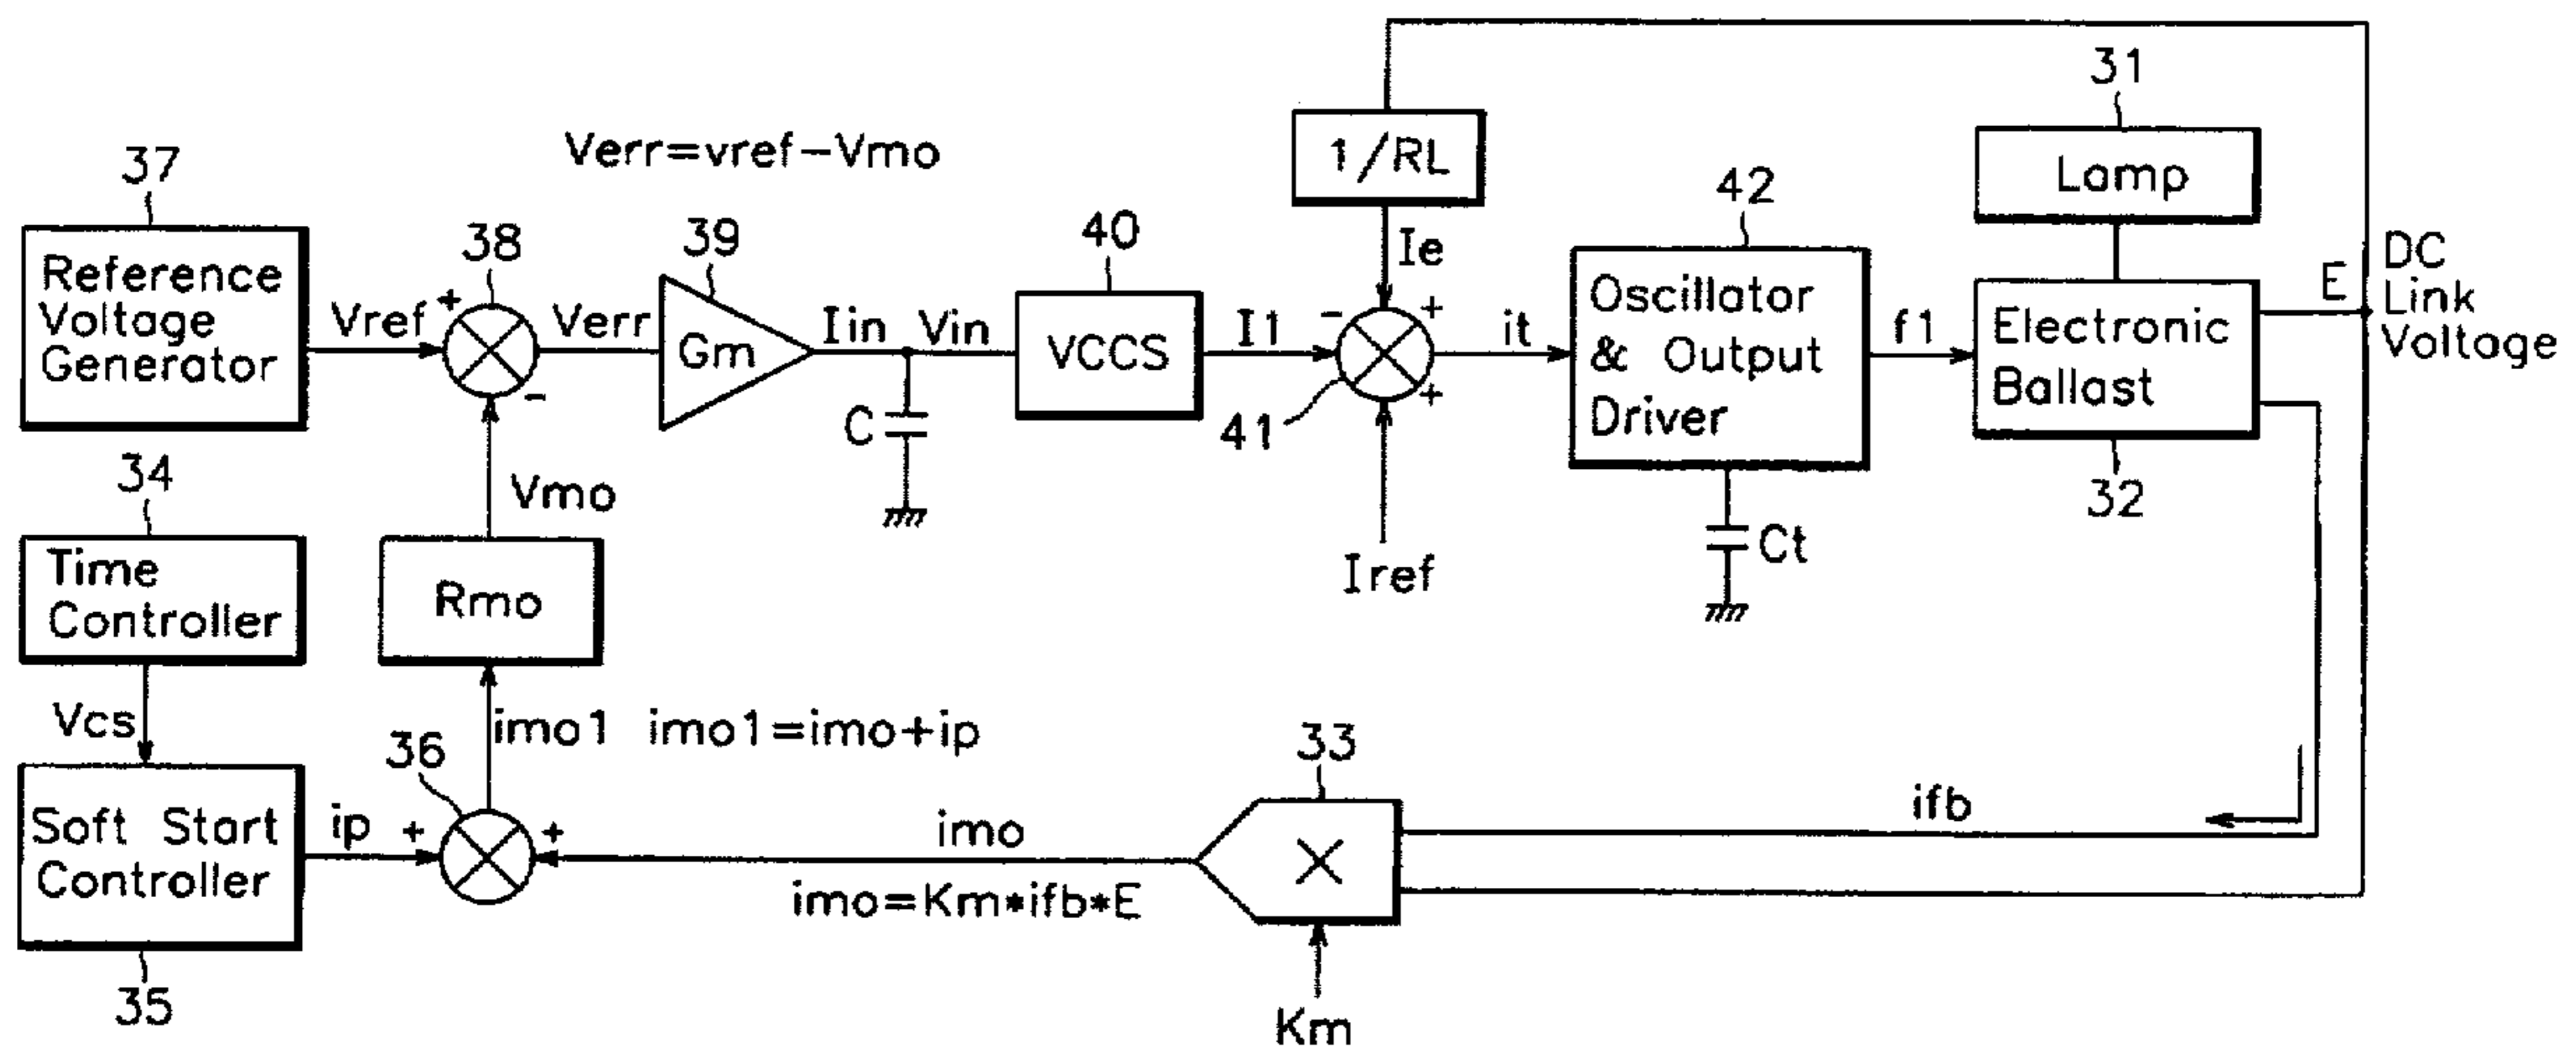 31
1/RL
Lamp
Verr=vref-Vmo
37
38
39
40
42
Reference
Voltage
Generator
Vref
+
-
Verr
Gm
Iin
Vin
C
VCCS
I1
Ie
-
+
+
41
Iref
it
Oscillator
& Output
Driver
Ct
f1
Electronic
Ballast
32
E
DC
Link
Voltage
34
Time
Controller
Vcs
Vmo
Rmo
imo1
imo1=imo+ip
36
Soft Start
Controller
35
ip
+
+
imo
imo=Km*ifb*E
33
×
Km
ifb